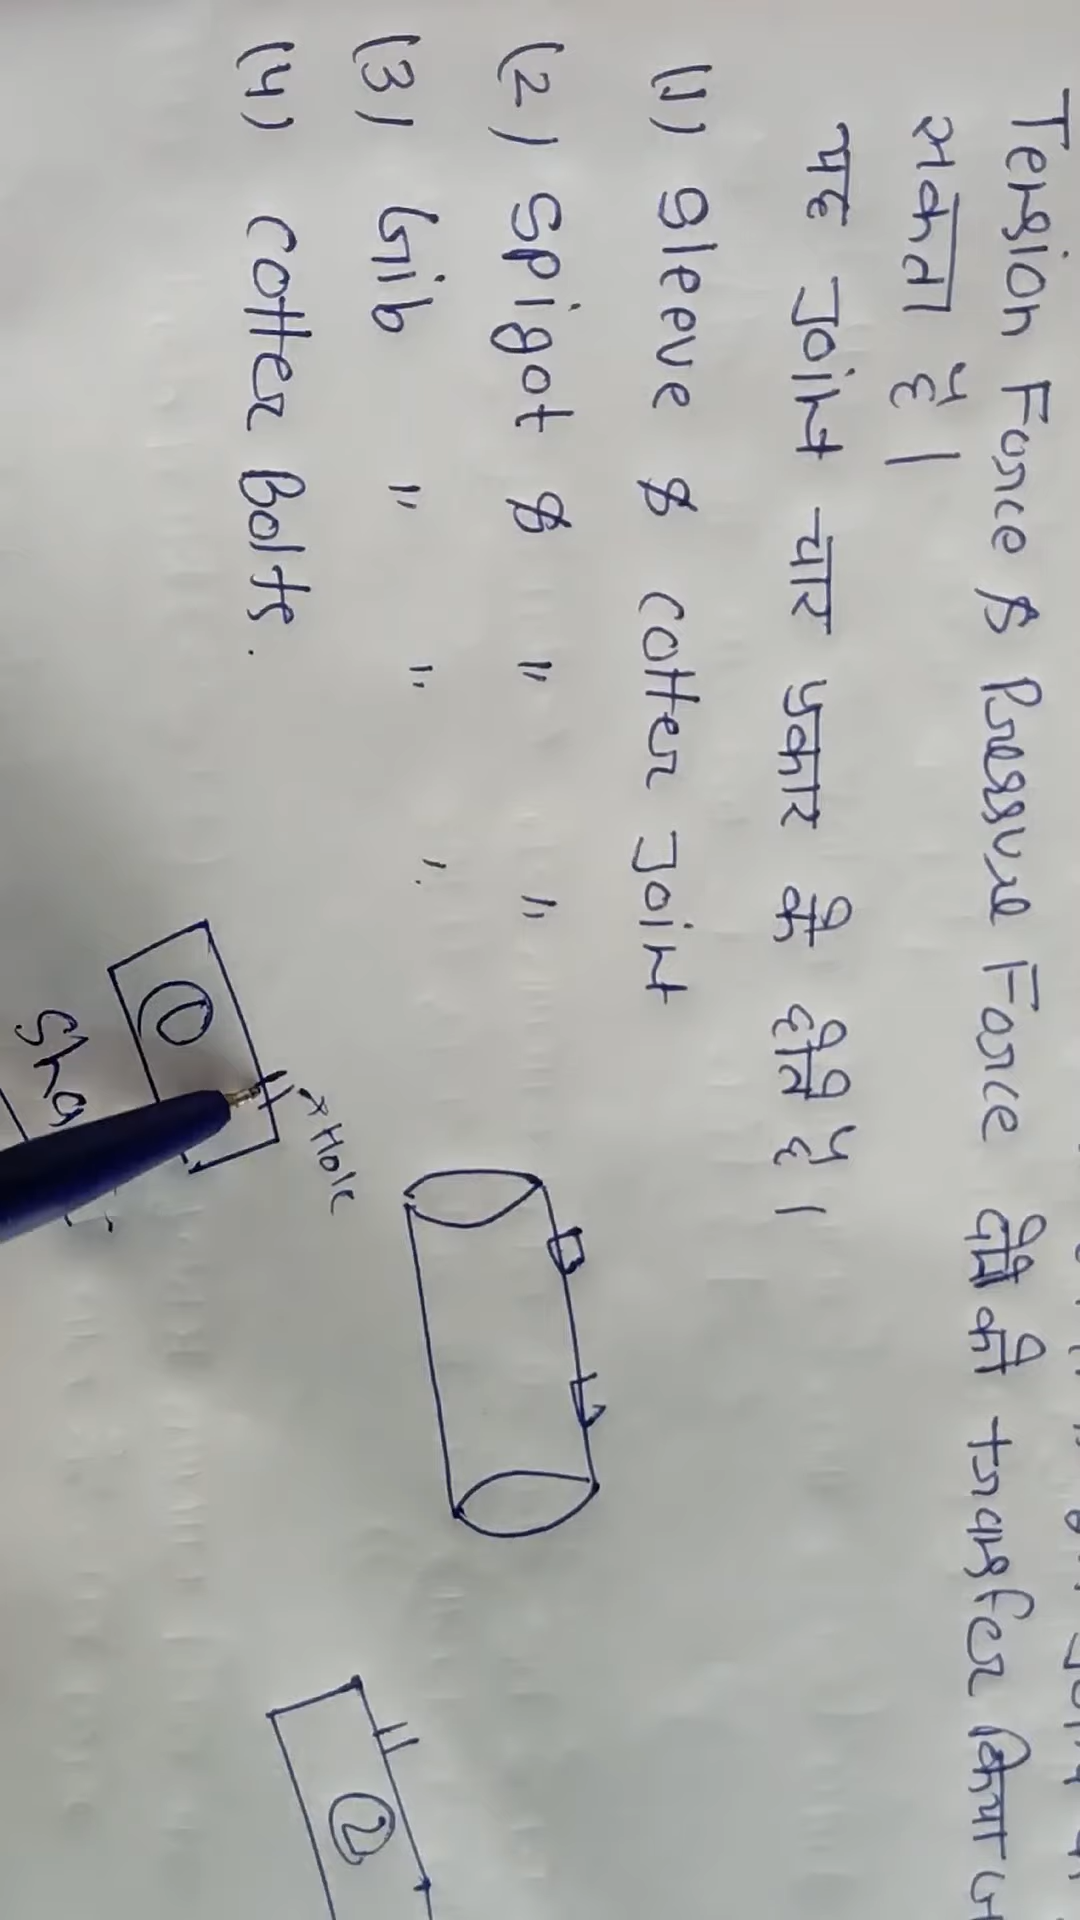 Tension Force & Pressure Force दोनो को transfer किया
सकता है।
यह Joint चार प्रकार के होते है।
(1) Sleeve & Cotter Joint
(2) Spigot & " "
(3) Gib " " "
(4) Cotter Bolts.
Hole
1
2